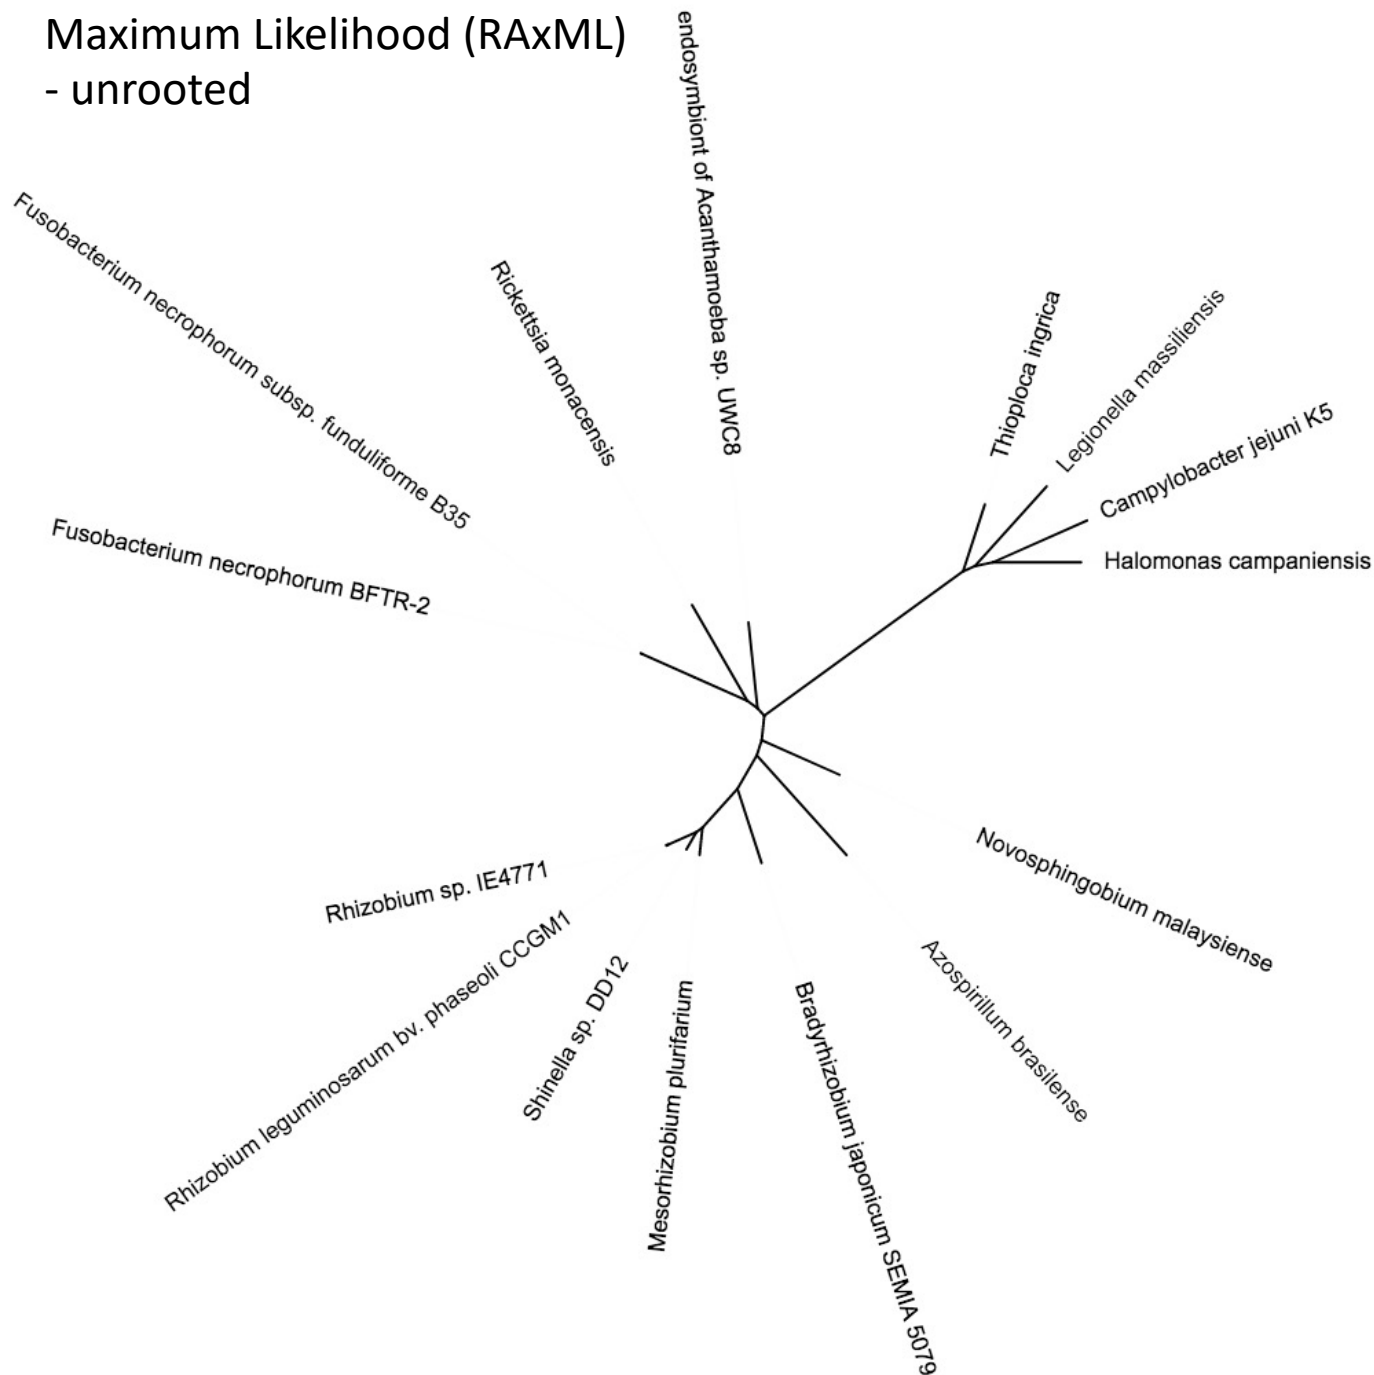 Maximum Likelihood (RAxML)
- unrooted
endosymbiont of Acanthamoeba sp. UWC8
Fusobacterium necrophorum subsp. funduliforme B35
Rickettsia monacensis
Thioploca ingrica
Legionella massiliensis
Campylobacter jejuni K5
Fusobacterium necrophorum BFTR-2
Halomonas campaniensis
Novosphingobium malaysiense
Rhizobium sp. IE4771
Rhizobium leguminosarum bv. phaseoli CCGM1
Azospirillum brasilense
Shinella sp. DD12
Mesorhizobium plurifarium
Bradyrhizobium japonicum SEMIA 5079